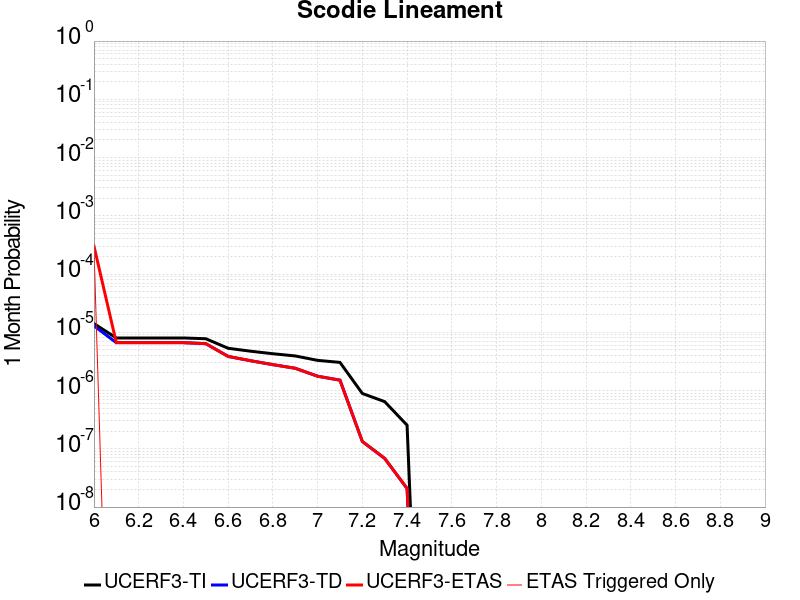 Scodie Lineament
10^0
10^-1
10^-2
10^-3
10^-4
10^-5
10^-6
10^-7
10^-8
1 Month Probability
6 6.2 6.4 6.6 6.8 7 7.2 7.4 7.6 7.8 8 8.2 8.4 8.6 8.8 9
Magnitude
UCERF3-TI UCERF3-TD UCERF3-ETAS ETAS Triggered Only